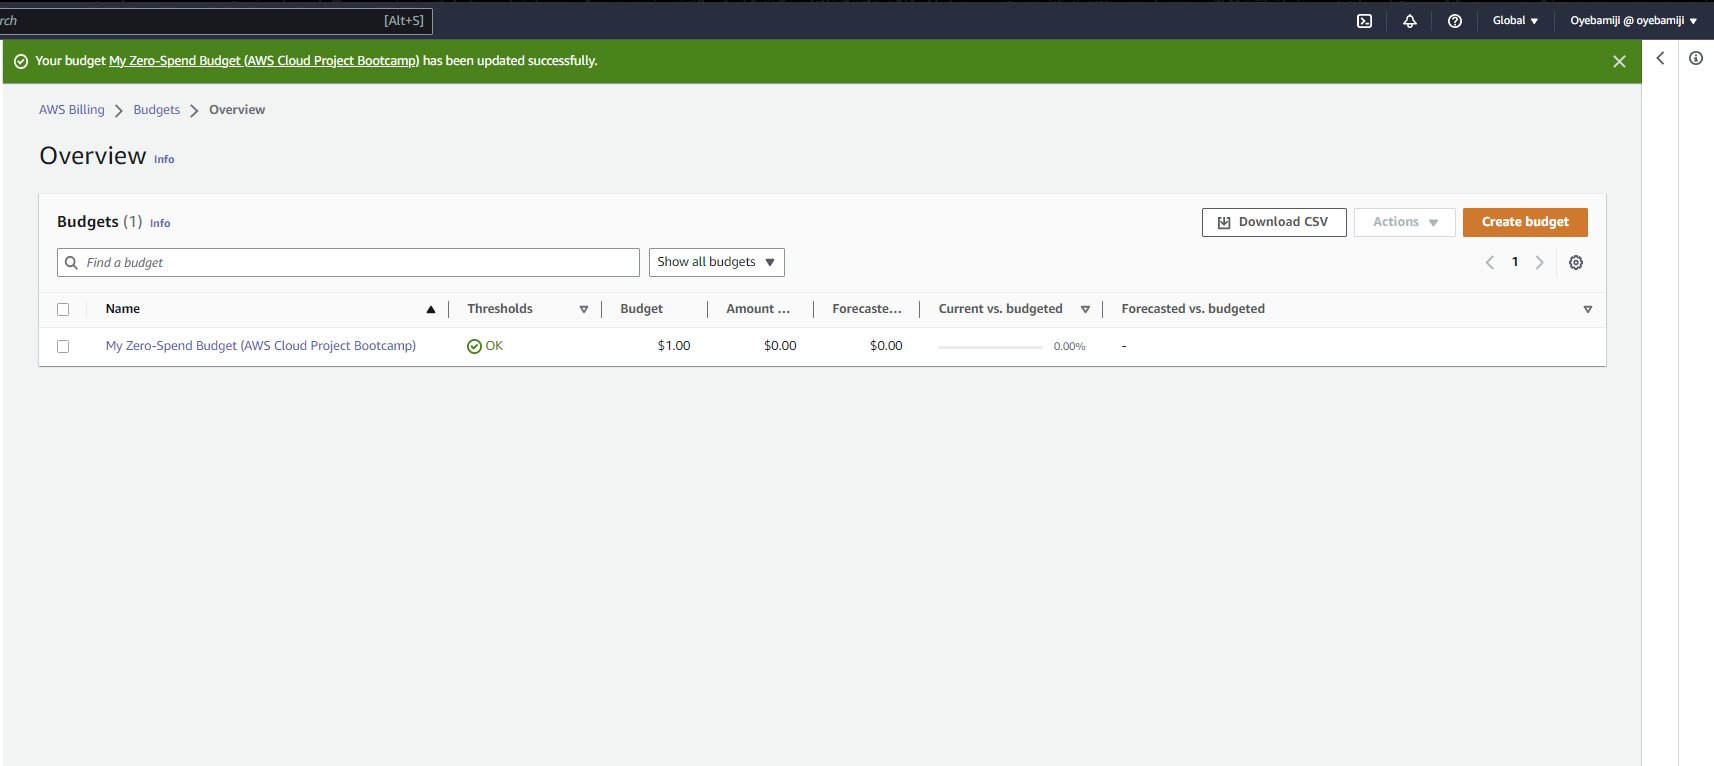 rch [Alt+S] Global Oyebamiji @ oyebamiji
Your budget My Zero-Spend Budget (AWS Cloud Project Bootcamp) has been updated successfully.
AWS Billing Budgets Overview
Overview Info
Budgets (1) Info Download CSV Actions Create budget
Find a budget Show all budgets 1
Name Thresholds Budget Amount ... Forecaste... Current vs. budgeted Forecasted vs. budgeted
My Zero-Spend Budget (AWS Cloud Project Bootcamp) OK $1.00 $0.00 $0.00 0.00% -